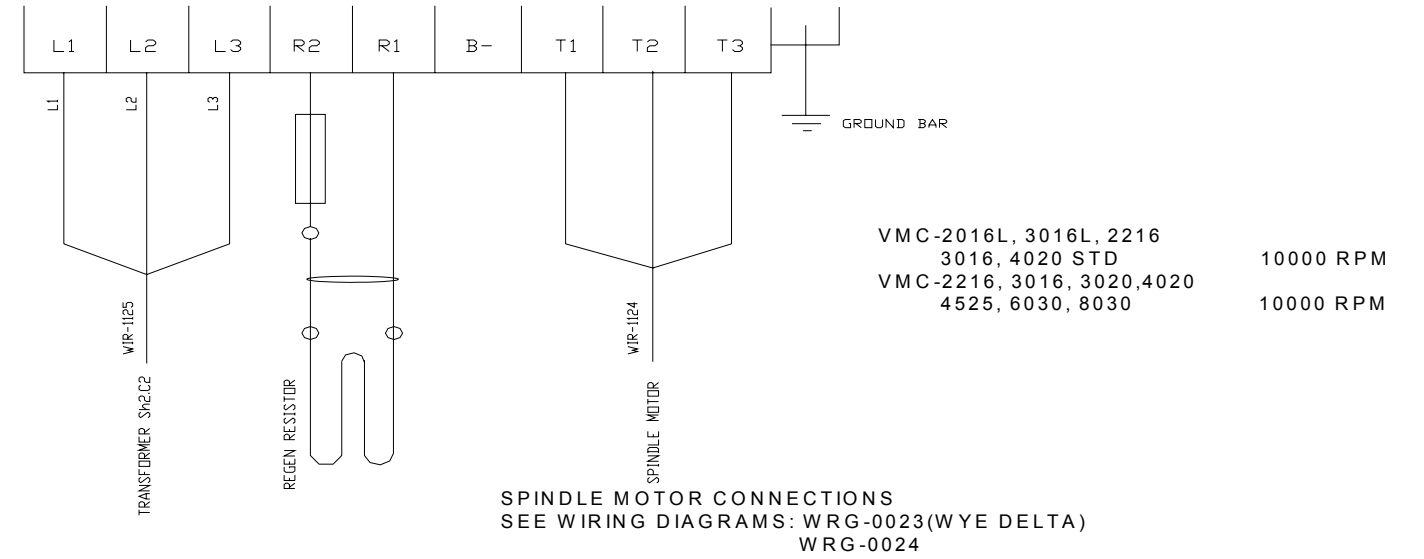 L1 L2 L3 R2 R1 B- T1 T2 T3
L1 L2 L3
GROUND BAR
VMC-2016L, 3016L, 2216
3016, 4020 STD 10000 RPM
VMC-2216, 3016, 3020,4020
4525, 6030, 8030 10000 RPM
WIR-1125
WIR-1124
TRANSFORMER Sh2.C2
REGEN RESISTOR
SPINDLE MOTOR
SPINDLE MOTOR CONNECTIONS
SEE WIRING DIAGRAMS: WRG-0023(WYE DELTA)
WRG-0024